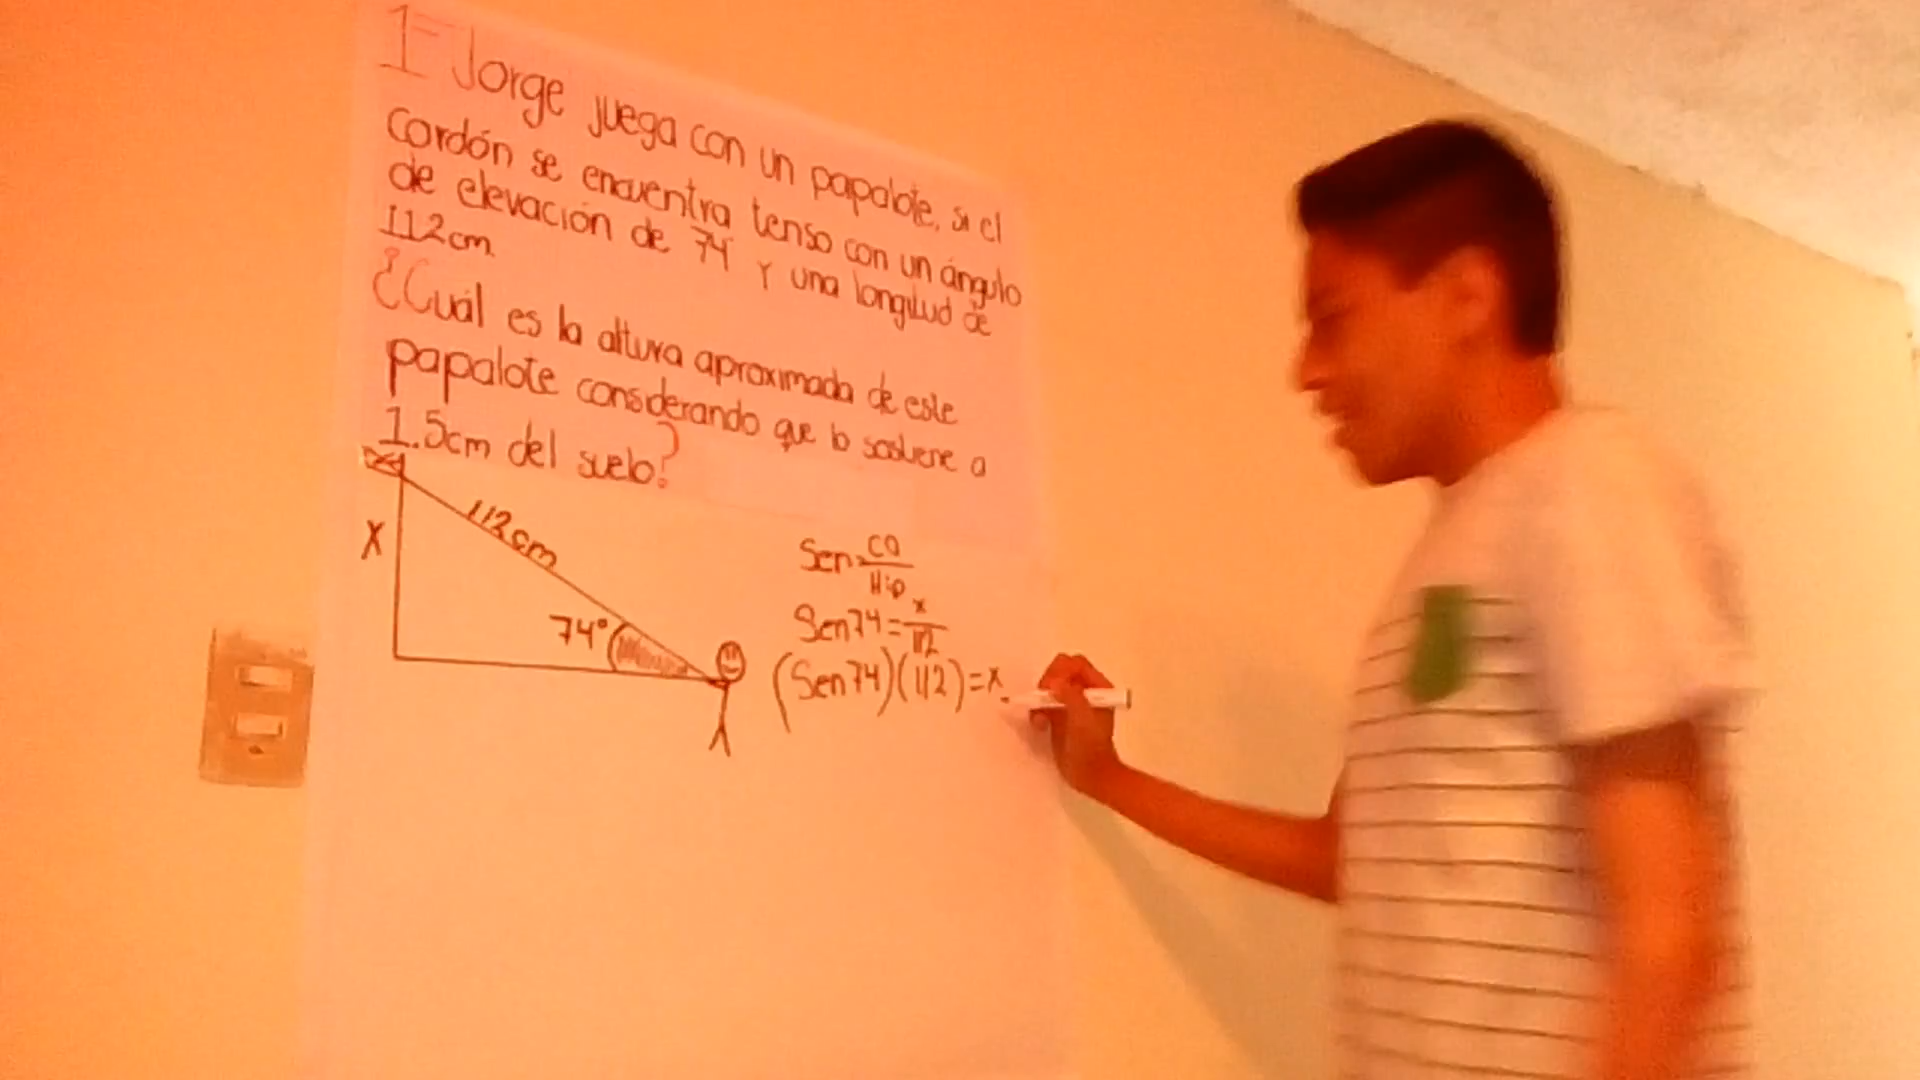 1= Jorge juega con un papalote, si el
cordón se encuentra tenso con un ángulo
de elevación de 74° y una longitud de
112cm.
¿Cuál es la altura aproximada de este
papalote considerando que lo sostiene a
1.5cm del suelo?
X
112cm
74°
Sen=CO/Hip
Sen74=x/112
(Sen74)(112)=x